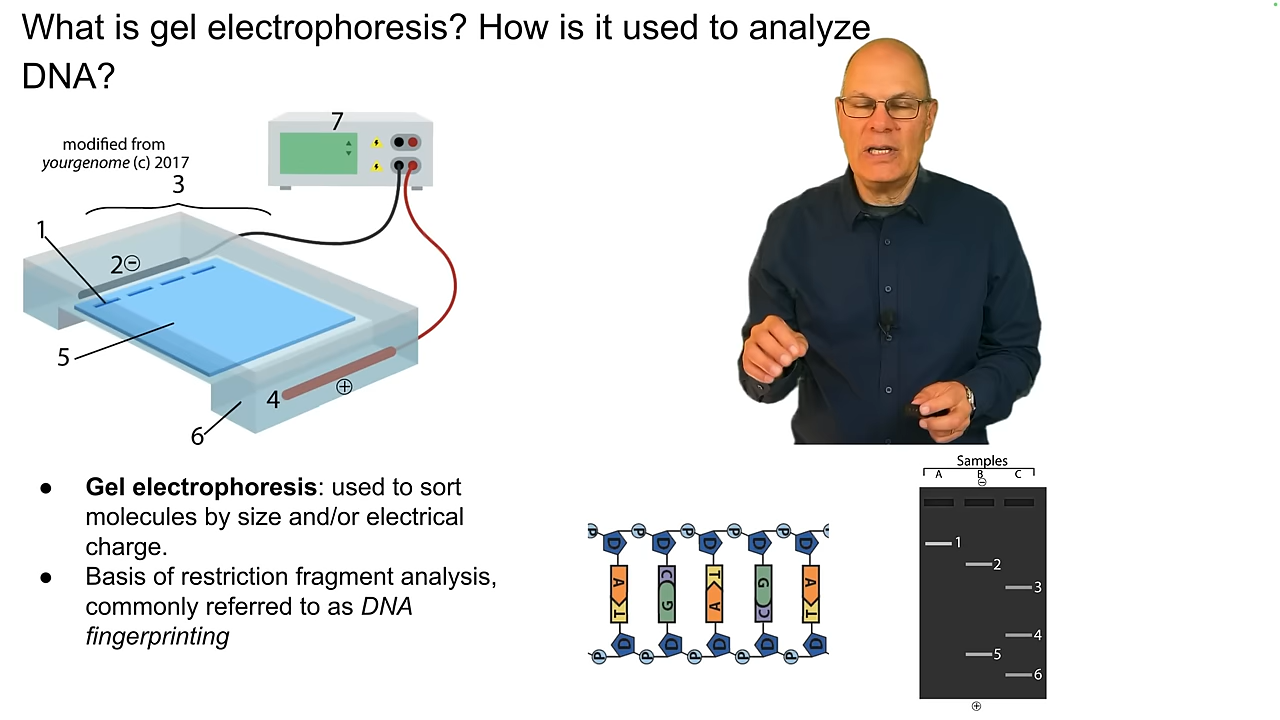 What is gel electrophoresis? How is it used to analyze
DNA?
modified from
yourgenome (c) 2017
3
7
1
2⊖
5
4
⊕
6
● Gel electrophoresis: used to sort
molecules by size and/or electrical
charge.
● Basis of restriction fragment analysis,
commonly referred to as DNA
fingerprinting
P P P P P P
D D D D D
A C T G A
T G A C T
D D D D D
P P P P P
Samples
A B C
⊖
1
2
3
4
5
6
⊕